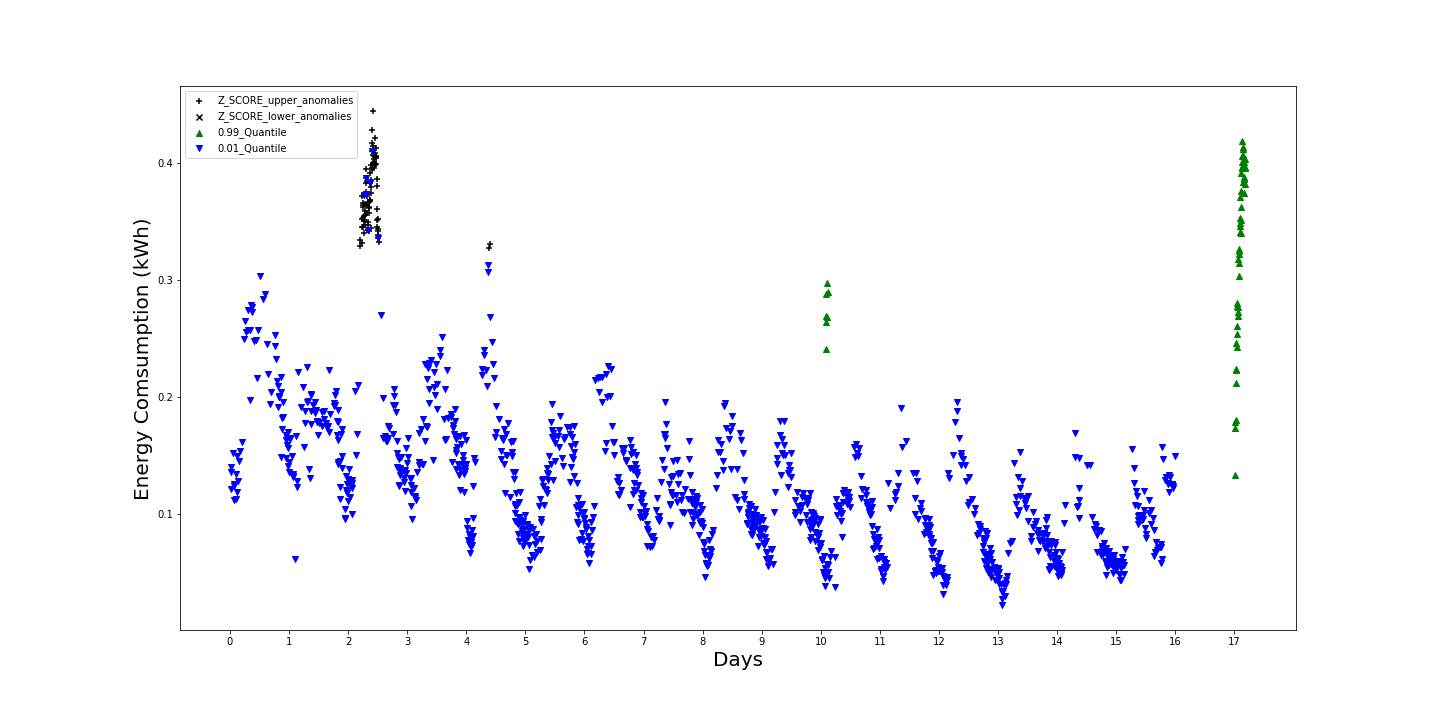 Z_SCORE_upper_anomalies
Z_SCORE_lower_anomalies
0.99_Quantile
0.01_Quantile
0.4
0.3
0.2
0.1
Energy Comsumption (kWh)
0 1 2 3 4 5 6 7 8 9 10 11 12 13 14 15 16 17
Days